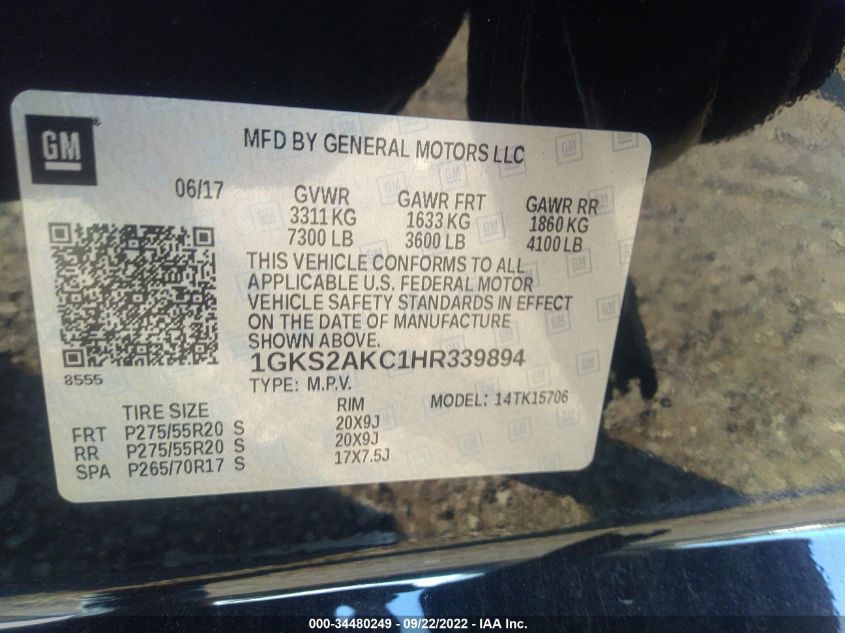 GM
MFD BY GENERAL MOTORS LLC
06/17
GVWR GAWR FRT GAWR RR
3311 KG 1633 KG 1860 KG
7300 LB 3600 LB 4100 LB
THIS VEHICLE CONFORMS TO ALL
APPLICABLE U.S. FEDERAL MOTOR
VEHICLE SAFETY STANDARDS IN EFFECT
ON THE DATE OF MANUFACTURE
SHOWN ABOVE.
1GKS2AKC1HR339894
8555
TYPE: M.P.V. MODEL: 14TK15706
TIRE SIZE RIM
FRT P275/55R20 S 20X9J
RR P275/55R20 S 20X9J
SPA P265/70R17 S 17X7.5J
000-34480249 - 09/22/2022 - IAA Inc.